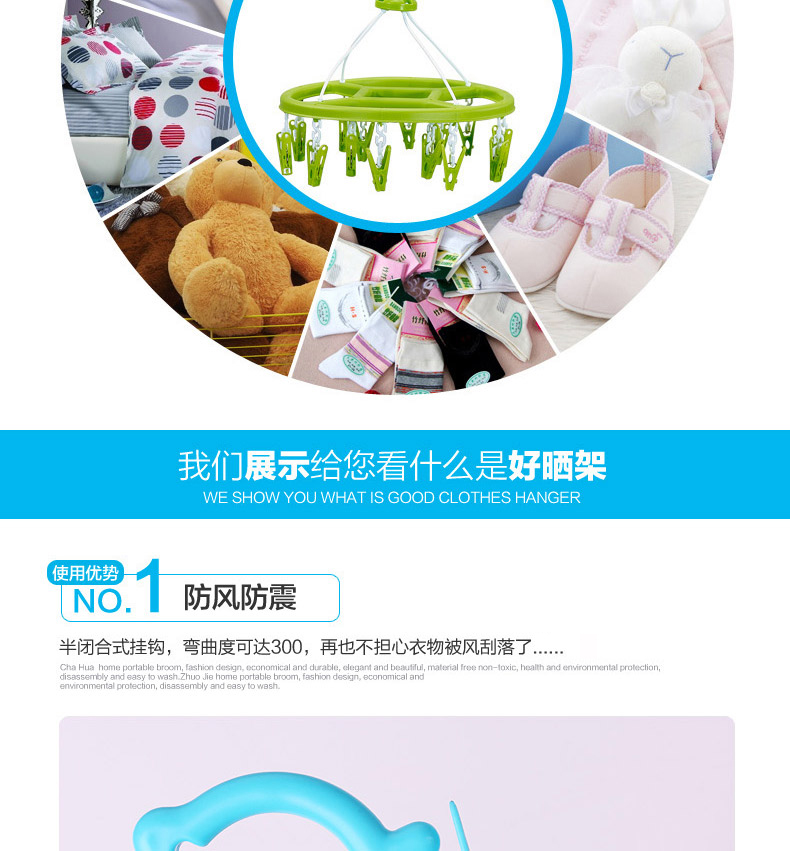 我们展示给您看什么是好晒架
WE SHOW YOU WHAT IS GOOD CLOTHES HANGER
使用优势
NO.1 防风防震
半闭合式挂钩，弯曲度可达300，再也不担心衣物被风刮落了......
Cha Hua home portable broom, fashion design, economical and durable, elegant and beautiful, material free non-toxic, health and environmental protection,
disassembly and easy to wash.Zhuo Jie home portable broom, fashion design, economical and
environmental protection, disassembly and easy to wash.